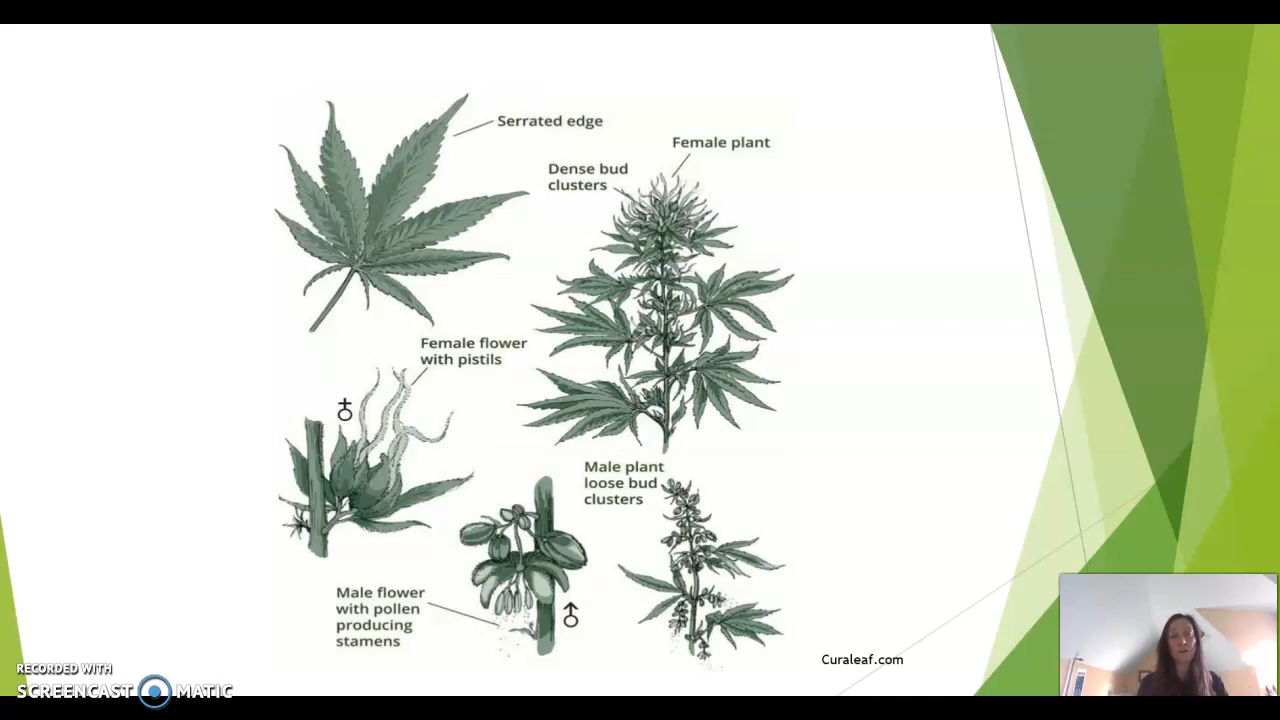 Serrated edge
Female plant
Dense bud
clusters
Female flower
with pistils
Male plant
loose bud
clusters
Male flower
with pollen
producing
stamens
Curaleaf.com
RECORDED WITH
SCREENCAST MATIC